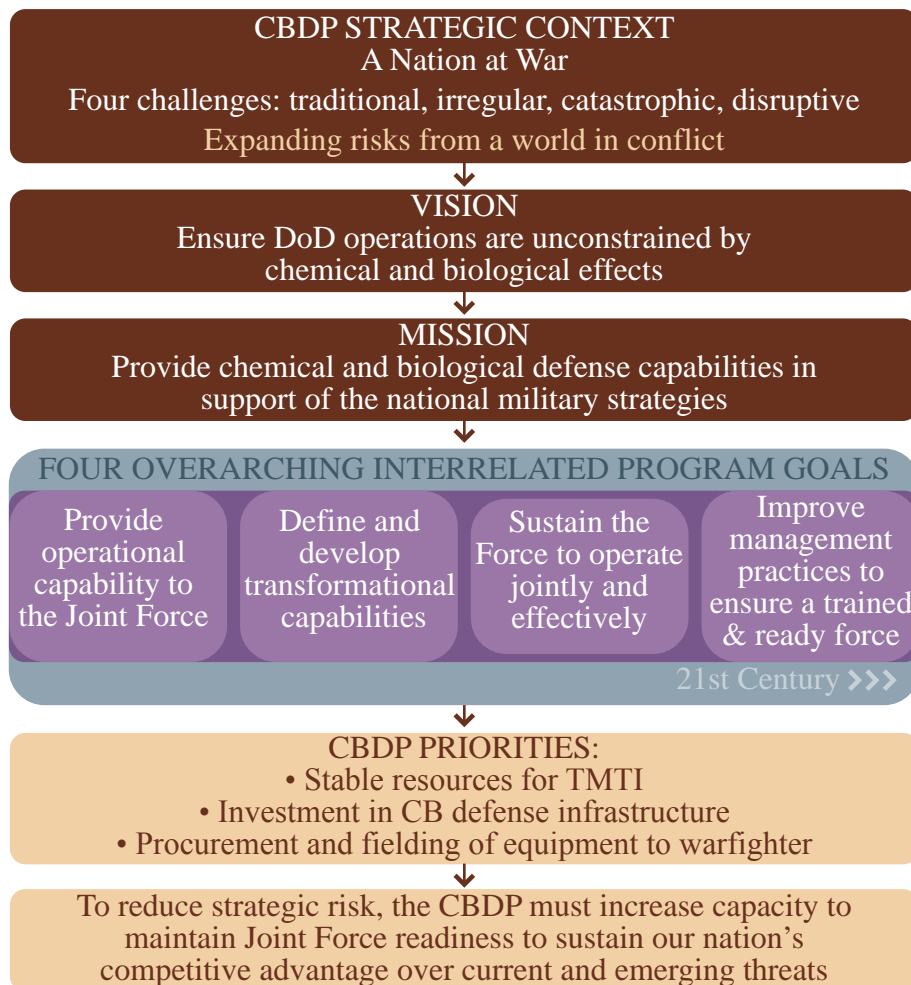 CBDP STRATEGIC CONTEXT
A Nation at War
Four challenges: traditional, irregular, catastrophic, disruptive
Expanding risks from a world in conflict
VISION
Ensure DoD operations are unconstrained by
chemical and biological effects
MISSION
Provide chemical and biological defense capabilities in
support of the national military strategies
FOUR OVERARCHING INTERRELATED PROGRAM GOALS
Provide
operational
capability to
the Joint Force
Define and
develop
transformational
capabilities
Sustain the
Force to operate
jointly and
effectively
Improve
management
practices to
ensure a trained
& ready force
21st Century
CBDP PRIORITIES:
• Stable resources for TMTI
• Investment in CB defense infrastructure
• Procurement and fielding of equipment to warfighter
To reduce strategic risk, the CBDP must increase capacity to
maintain Joint Force readiness to sustain our nation’s
competitive advantage over current and emerging threats